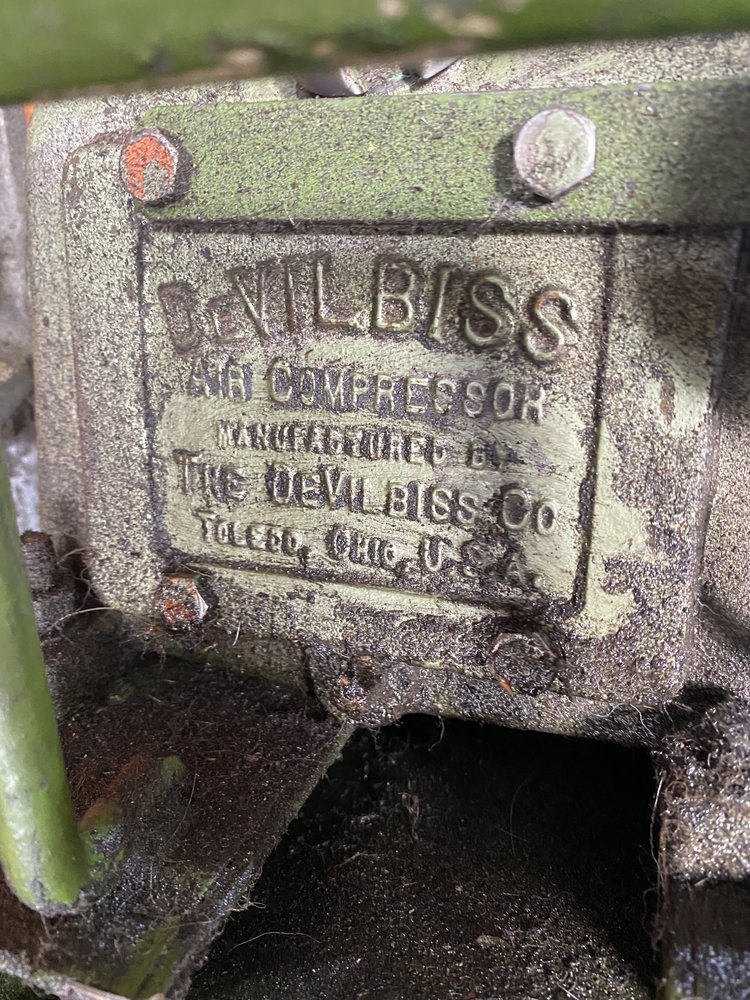 DeVILBISS
AIR COMPRESSOR
MANUFACTURED BY
THE DEVILBISS CO
TOLEDO, OHIO, U.S.A.